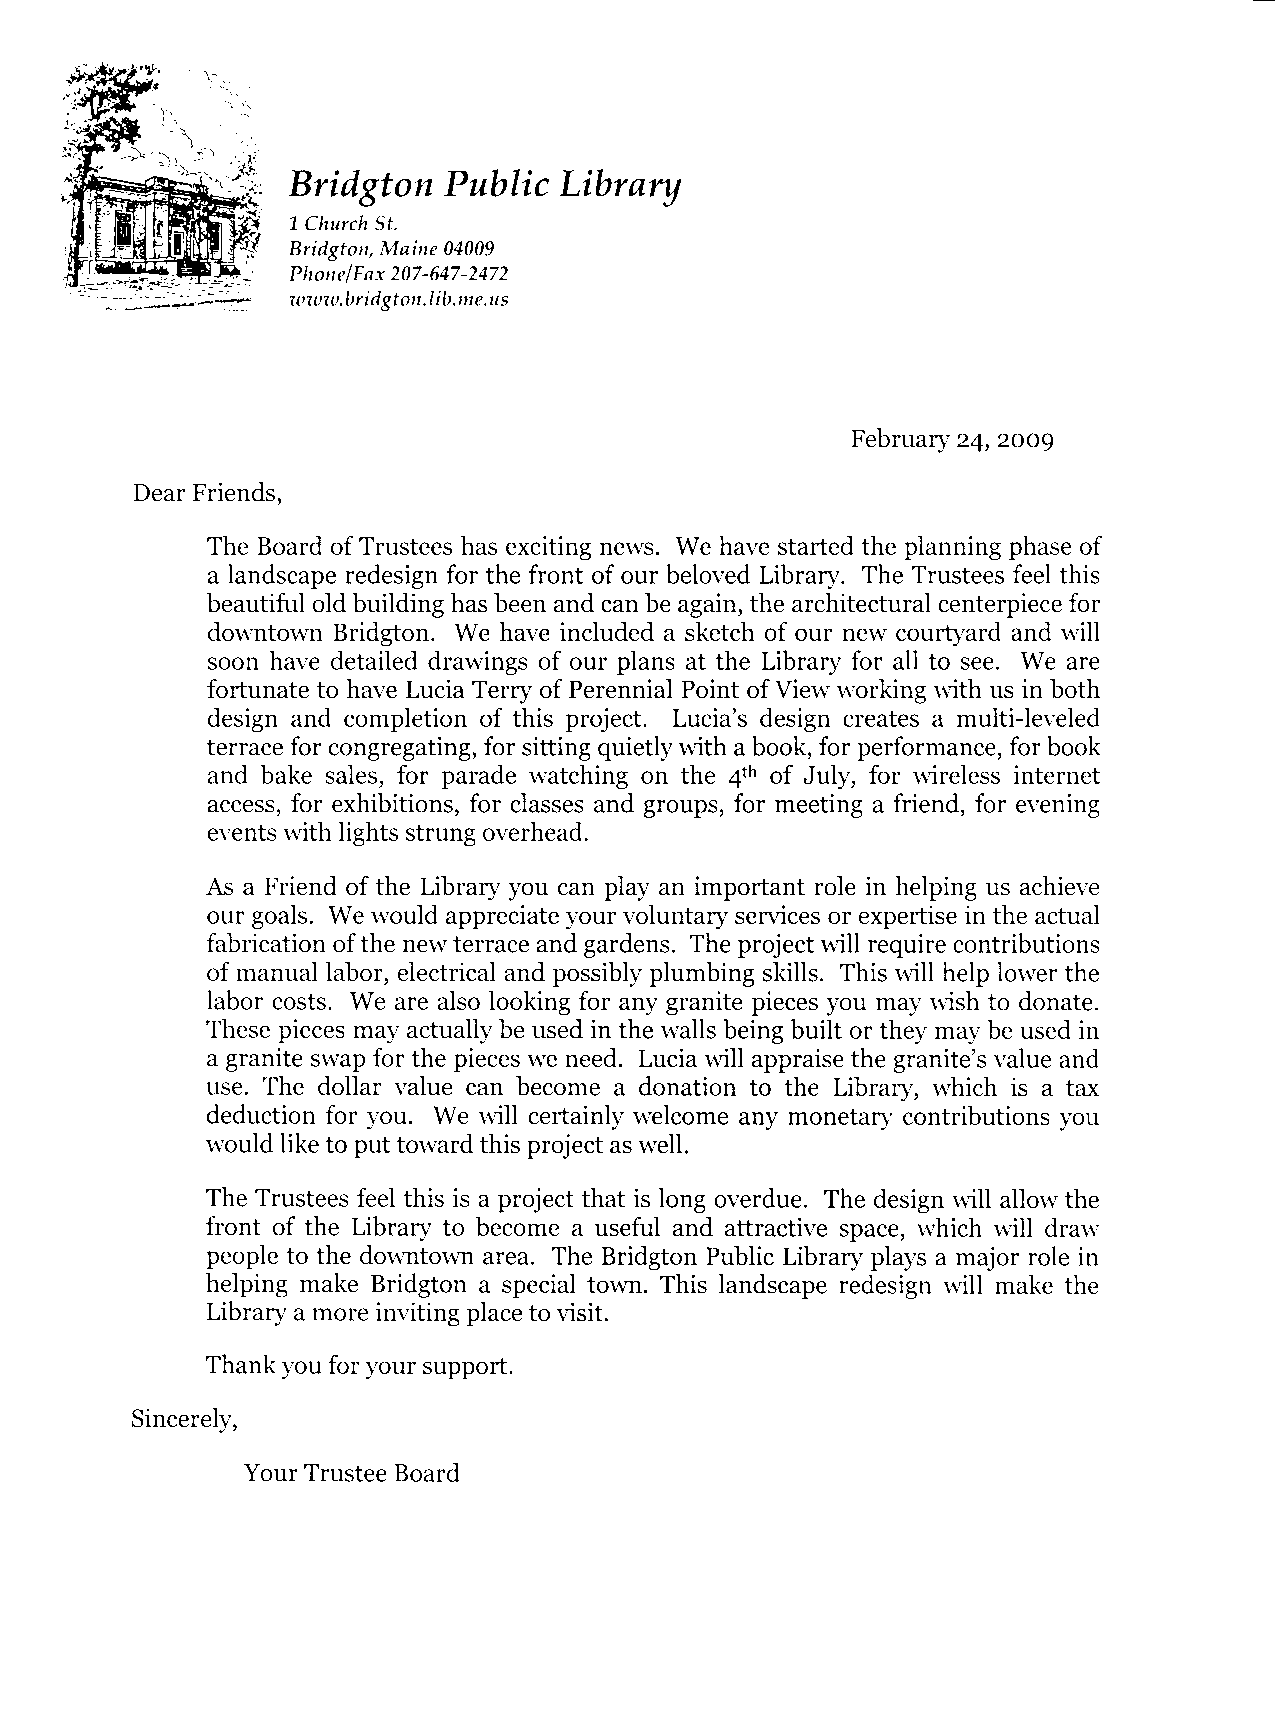 Bridgton Public Library
1 Church St.
Bridgton, Maine 04009
Phone/Fax 207-647-2472
www.bridgton.lib.me.us
February 24, 2009
Dear Friends,
The Board of Trustees has exciting news.  We have started the planning phase of
a landscape redesign for the front of our beloved Library.  The Trustees feel this
beautiful old building has been and can be again, the architectural centerpiece for
downtown Bridgton.  We have included a sketch of our new courtyard and will
soon have detailed drawings of our plans at the Library for all to see.  We are
fortunate to have Lucia Terry of Perennial Point of View working with us in both
design and completion of this project.  Lucia's design creates a multi-leveled
terrace for congregating, for sitting quietly with a book, for performance, for book
and bake sales, for parade watching on the 4th of July, for wireless internet
access, for exhibitions, for classes and groups, for meeting a friend, for evening
events with lights strung overhead.
As a Friend of the Library you can play an important role in helping us achieve
our goals.  We would appreciate your voluntary services or expertise in the actual
fabrication of the new terrace and gardens.  The project will require contributions
of manual labor, electrical and possibly plumbing skills.  This will help lower the
labor costs.  We are also looking for any granite pieces you may wish to donate.
These pieces may actually be used in the walls being built or they may be used in
a granite swap for the pieces we need.  Lucia will appraise the granite's value and
use.  The dollar value can become a donation to the Library, which is a tax
deduction for you.  We will certainly welcome any monetary contributions you
would like to put toward this project as well.
The Trustees feel this is a project that is long overdue.  The design will allow the
front of the Library to become a useful and attractive space, which will draw
people to the downtown area.  The Bridgton Public Library plays a major role in
helping make Bridgton a special town. This landscape redesign will make the
Library a more inviting place to visit.
Thank you for your support.
Sincerely,
Your Trustee Board